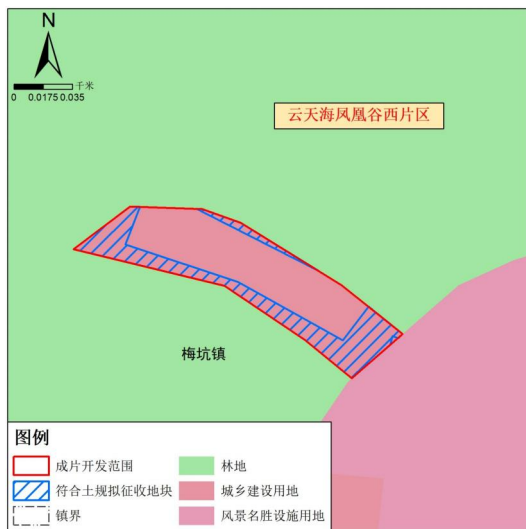 N
千米
0 0.0175 0.035
云天海凤凰谷西片区
梅坑镇
图例
成片开发范围
林地
符合土规拟征收地块
城乡建设用地
镇界
风景名胜设施用地